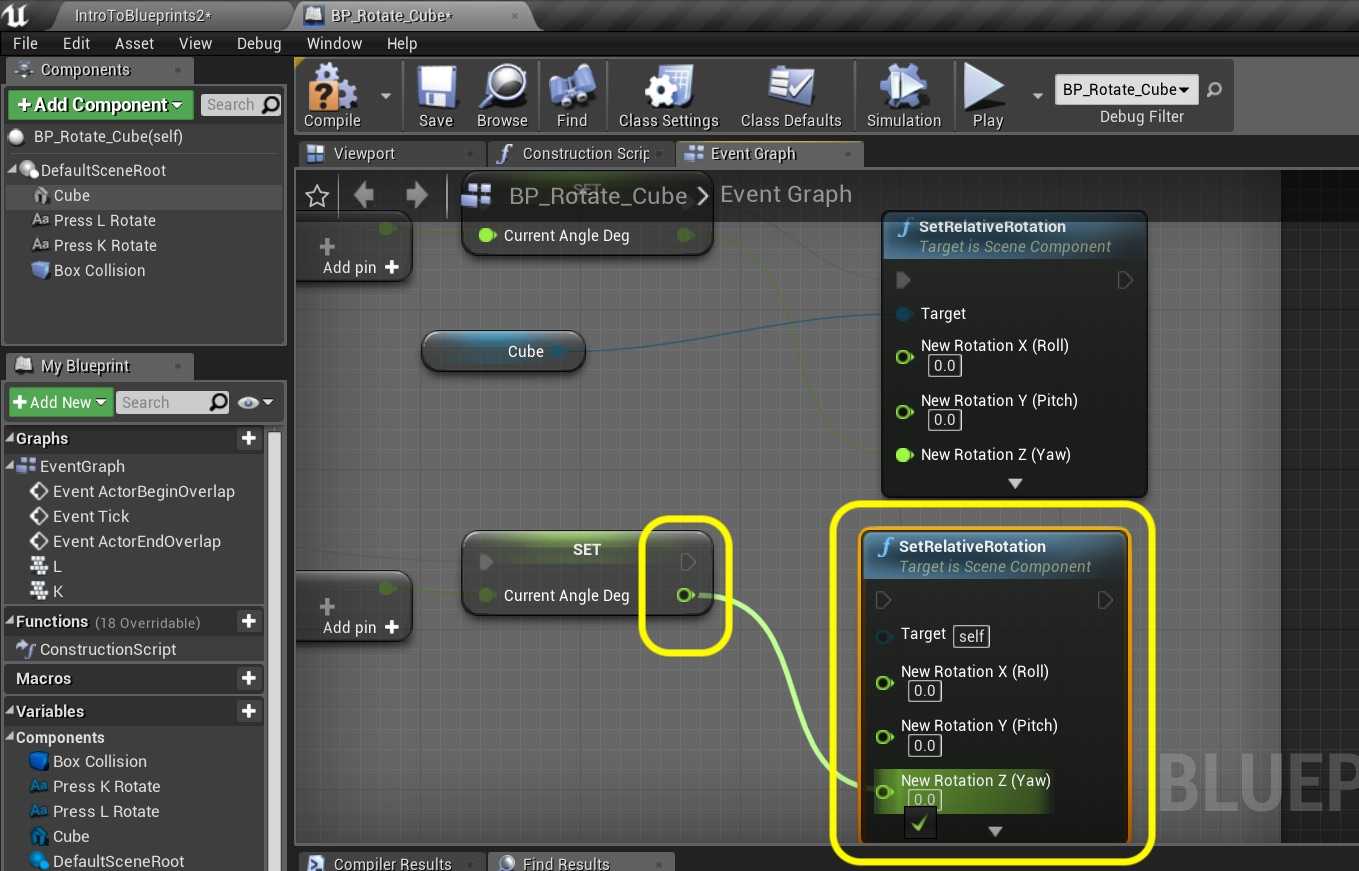 IntroToBlueprints2*
BP_Rotate_Cube*
File Edit Asset View Debug Window Help
Components
+Add Component
Search
BP_Rotate_Cube(self)
DefaultSceneRoot
Cube
Press L Rotate
Press K Rotate
Box Collision
Compile
Save
Browse
Find
Class Settings
Class Defaults
Simulation
Play
BP_Rotate_Cube
Debug Filter
Viewport
Construction Scrip
Event Graph
BP_Rotate_Cube > Event Graph
SET
Current Angle Deg
Add pin +
Cube
SetRelativeRotation
Target is Scene Component
Target
New Rotation X (Roll)
0.0
New Rotation Y (Pitch)
0.0
New Rotation Z (Yaw)
SET
Current Angle Deg
Add pin +
SetRelativeRotation
Target is Scene Component
Target self
New Rotation X (Roll)
0.0
New Rotation Y (Pitch)
0.0
New Rotation Z (Yaw)
0.0
BLUEP
My Blueprint
+Add New
Search
Graphs
EventGraph
Event ActorBeginOverlap
Event Tick
Event ActorEndOverlap
L
K
Functions (18 Overridable)
ConstructionScript
Macros
Variables
Components
Box Collision
Press K Rotate
Press L Rotate
Cube
DefaultSceneRoot
Compiler Results
Find Results